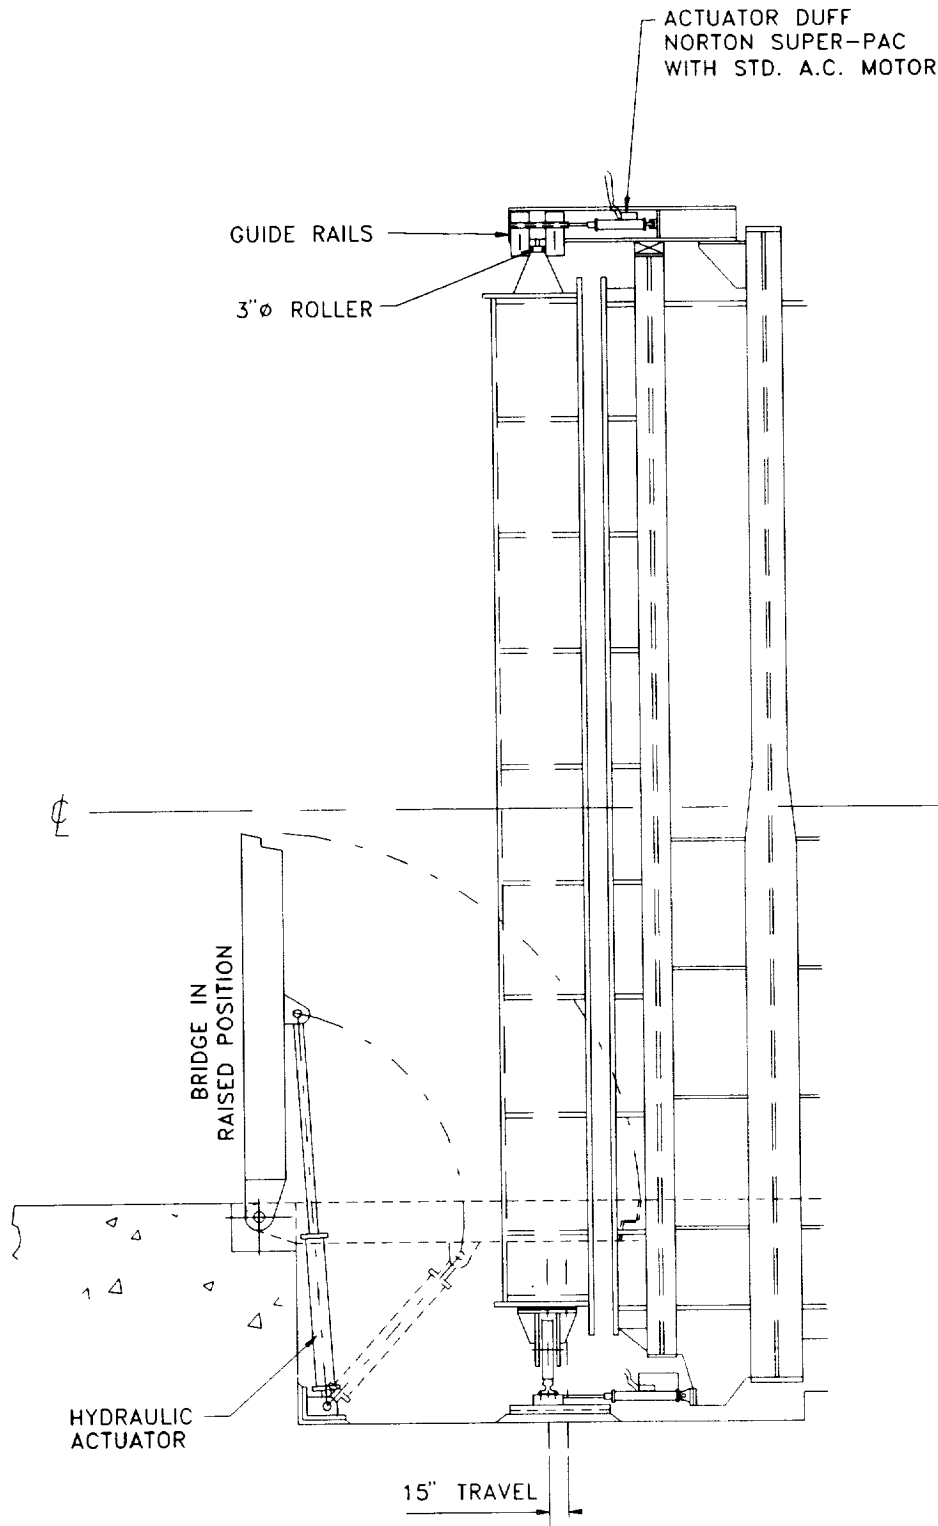 ACTUATOR DUFF
NORTON SUPER-PAC
WITH STD. A.C. MOTOR
GUIDE RAILS
3"ø ROLLER
℄
BRIDGE IN
RAISED POSITION
HYDRAULIC
ACTUATOR
15" TRAVEL